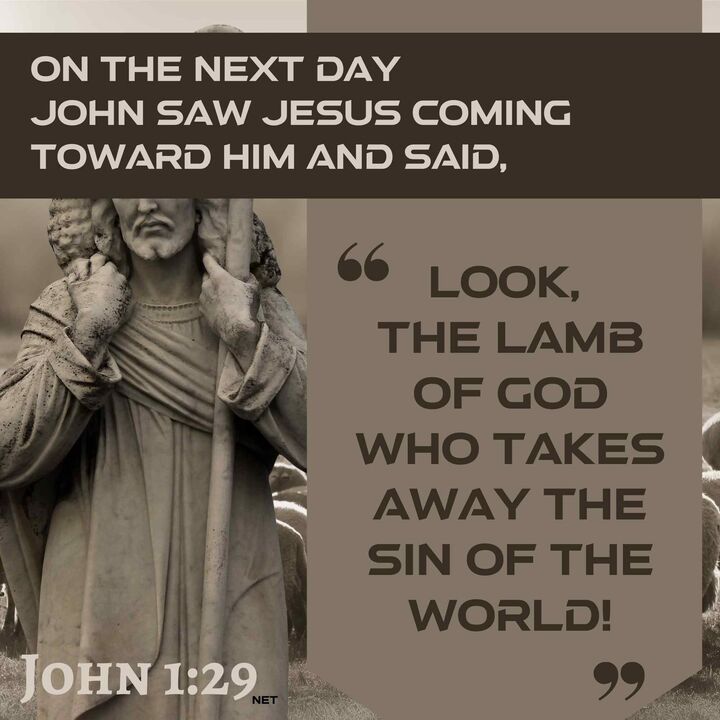 ON THE NEXT DAY
JOHN SAW JESUS COMING
TOWARD HIM AND SAID,
“ LOOK,
THE LAMB
OF GOD
WHO TAKES
AWAY THE
SIN OF THE
WORLD!
”
JOHN 1:29 NET